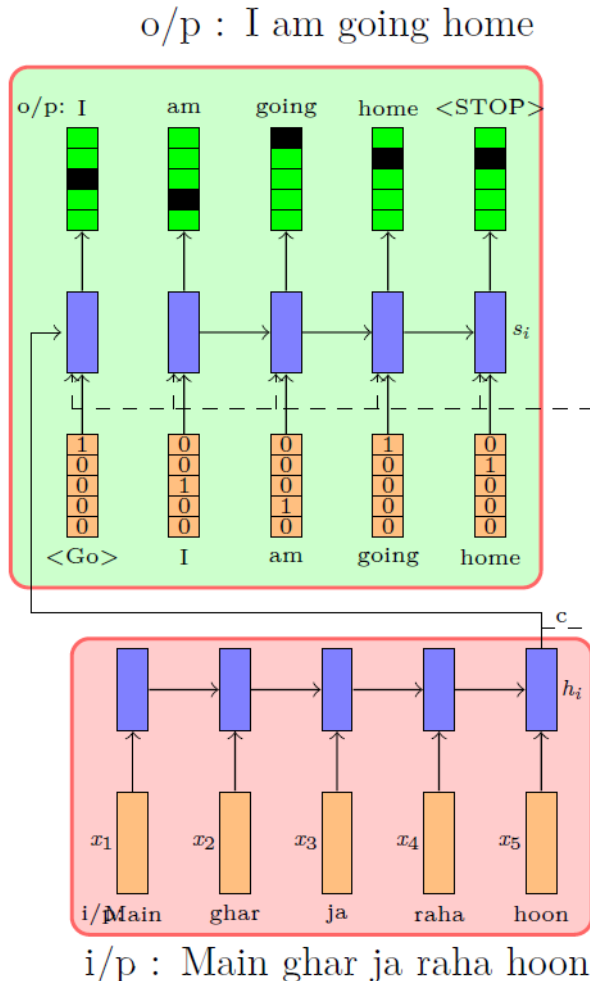 o/p : I am going home
o/p: I am going home <STOP>
s_i
1 0 0 1 0
0 0 0 0 1
0 1 0 0 0
0 0 1 0 0
0 0 0 0 0
<Go> I am going home
c
h_i
x_1 x_2 x_3 x_4 x_5
i/p: Main ghar ja raha hoon
i/p : Main ghar ja raha hoon